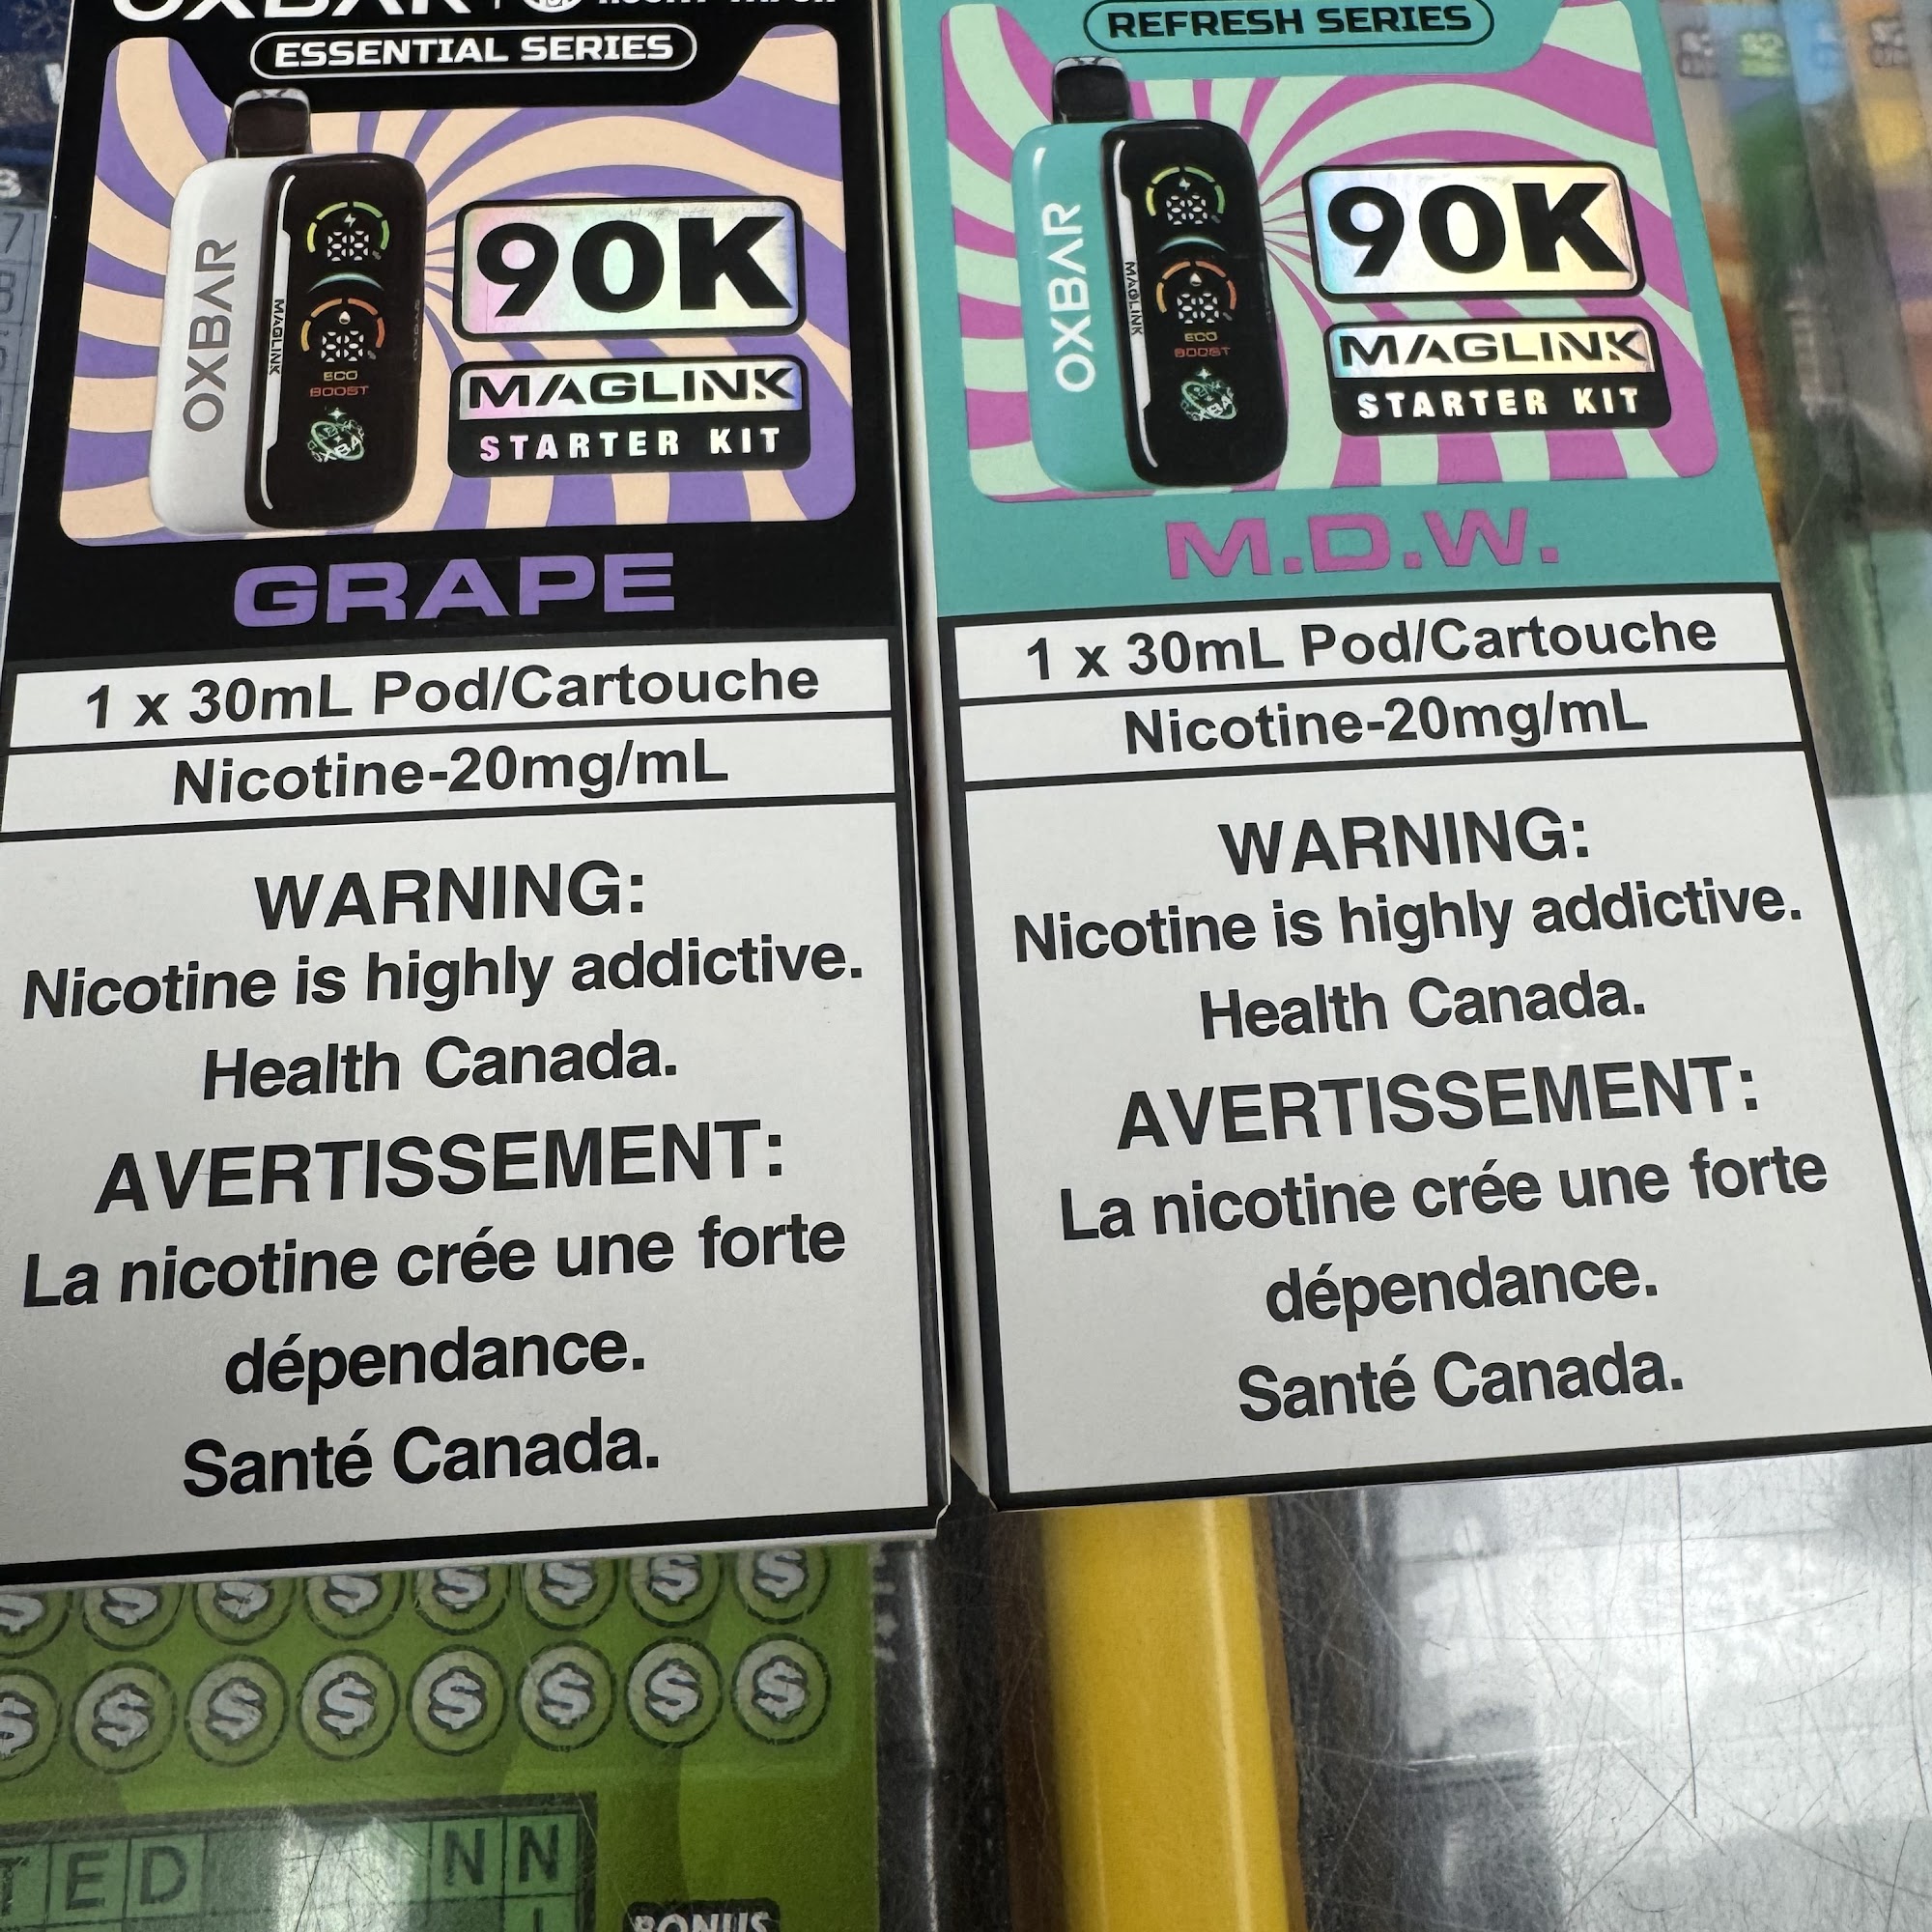 OXBAR
ESSENTIAL SERIES
OXBAR
MAGLINK
ECO
BOOST
90K
MAGLINK
STARTER KIT
GRAPE
1 x 30mL Pod/Cartouche
Nicotine-20mg/mL
WARNING:
Nicotine is highly addictive.
Health Canada.
AVERTISSEMENT:
La nicotine crée une forte
dépendance.
Santé Canada.
REFRESH SERIES
OXBAR
MAGLINK
ECO
BOOST
90K
MAGLINK
STARTER KIT
M.D.W.
1 x 30mL Pod/Cartouche
Nicotine-20mg/mL
WARNING:
Nicotine is highly addictive.
Health Canada.
AVERTISSEMENT:
La nicotine crée une forte
dépendance.
Santé Canada.
$ $ $ $ $ $ $
$ $ $ $ $ $ $ $
TED NN
BONUS